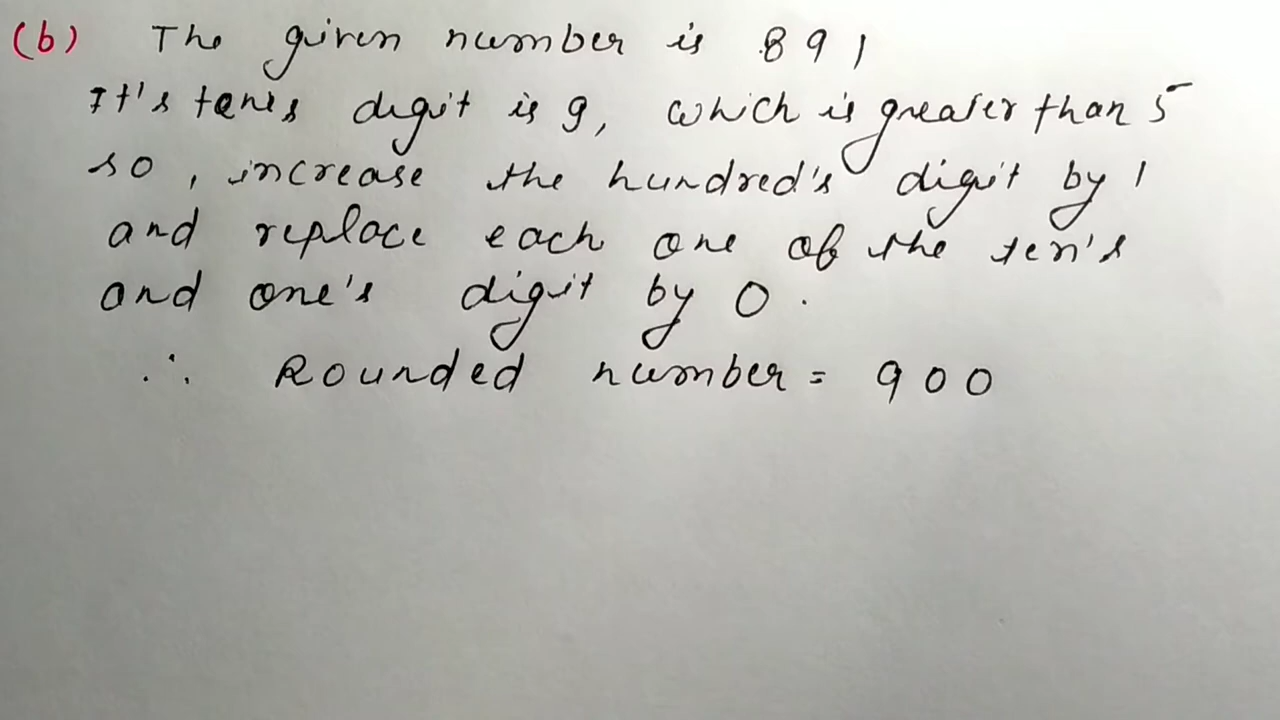 (b) The given number is 891
It's tens digit is 9, which is greater than 5
so, increase the hundred's digit by 1
and replace each one of the ten's
and one's digit by 0.
∴ Rounded number = 900